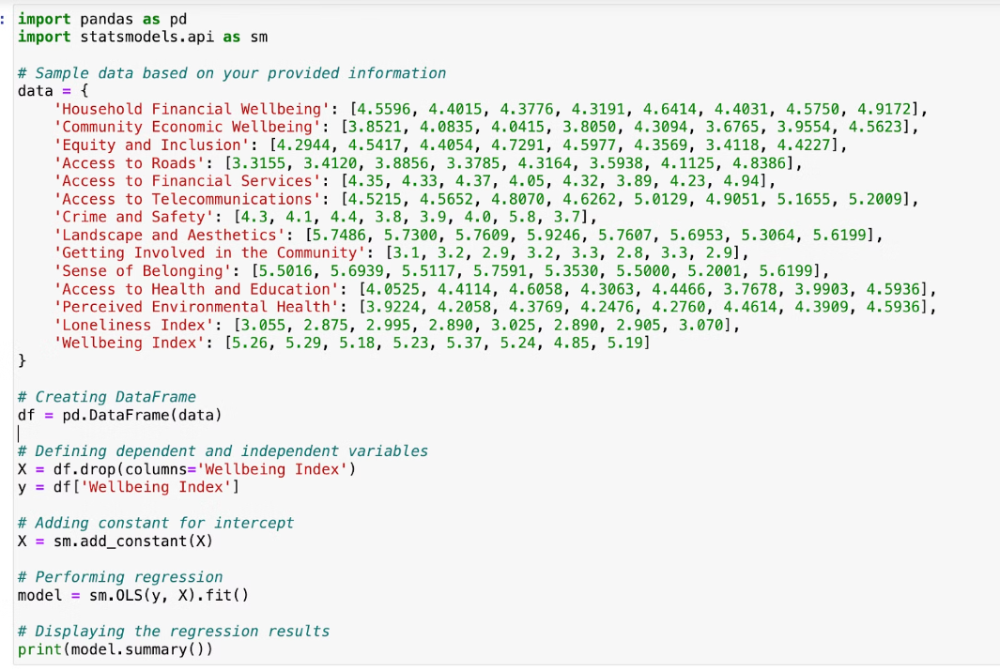 :
import pandas as pd
import statsmodels.api as sm
# Sample data based on your provided information
data = {
    'Household Financial Wellbeing': [4.5596, 4.4015, 4.3776, 4.3191, 4.6414, 4.4031, 4.5750, 4.9172],
    'Community Economic Wellbeing': [3.8521, 4.0835, 4.0415, 3.8050, 4.3094, 3.6765, 3.9554, 4.5623],
    'Equity and Inclusion': [4.2944, 4.5417, 4.4054, 4.7291, 4.5977, 4.3569, 3.4118, 4.4227],
    'Access to Roads': [3.3155, 3.4120, 3.8856, 3.3785, 4.3164, 3.5938, 4.1125, 4.8386],
    'Access to Financial Services': [4.35, 4.33, 4.37, 4.05, 4.32, 3.89, 4.23, 4.94],
    'Access to Telecommunications': [4.5215, 4.5652, 4.8070, 4.6262, 5.0129, 4.9051, 5.1655, 5.2009],
    'Crime and Safety': [4.3, 4.1, 4.4, 3.8, 3.9, 4.0, 5.8, 3.7],
    'Landscape and Aesthetics': [5.7486, 5.7300, 5.7609, 5.9246, 5.7607, 5.6953, 5.3064, 5.6199],
    'Getting Involved in the Community': [3.1, 3.2, 2.9, 3.2, 3.3, 2.8, 3.3, 2.9],
    'Sense of Belonging': [5.5016, 5.6939, 5.5117, 5.7591, 5.3530, 5.5000, 5.2001, 5.6199],
    'Access to Health and Education': [4.0525, 4.4114, 4.6058, 4.3063, 4.4466, 3.7678, 3.9903, 4.5936],
    'Perceived Environmental Health': [3.9224, 4.2058, 4.3769, 4.2476, 4.2760, 4.4614, 4.3909, 4.5936],
    'Loneliness Index': [3.055, 2.875, 2.995, 2.890, 3.025, 2.890, 2.905, 3.070],
    'Wellbeing Index': [5.26, 5.29, 5.18, 5.23, 5.37, 5.24, 4.85, 5.19]
}
# Creating DataFrame
df = pd.DataFrame(data)
# Defining dependent and independent variables
X = df.drop(columns='Wellbeing Index')
y = df['Wellbeing Index']
# Adding constant for intercept
X = sm.add_constant(X)
# Performing regression
model = sm.OLS(y, X).fit()
# Displaying the regression results
print(model.summary())